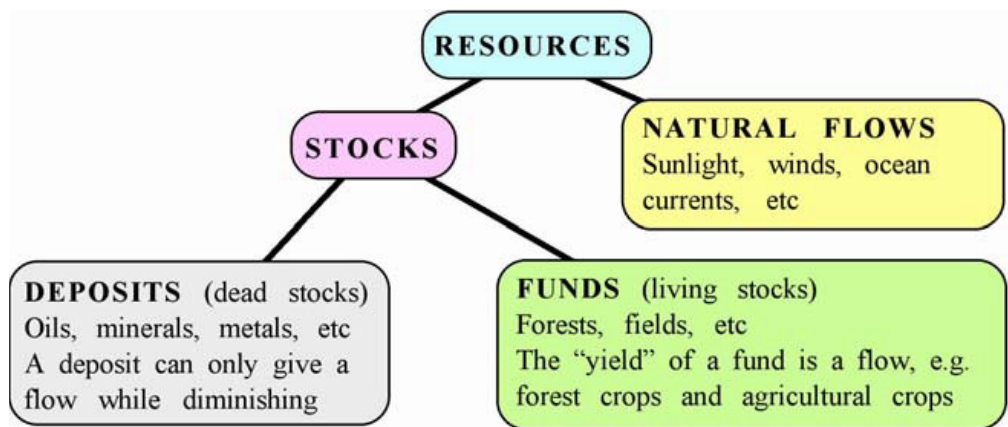 RESOURCES
STOCKS
NATURAL FLOWS
Sunlight, winds, ocean
currents, etc
DEPOSITS (dead stocks)
Oils, minerals, metals, etc
A deposit can only give a
flow while diminishing
FUNDS (living stocks)
Forests, fields, etc
The “yield” of a fund is a flow, e.g.
forest crops and agricultural crops